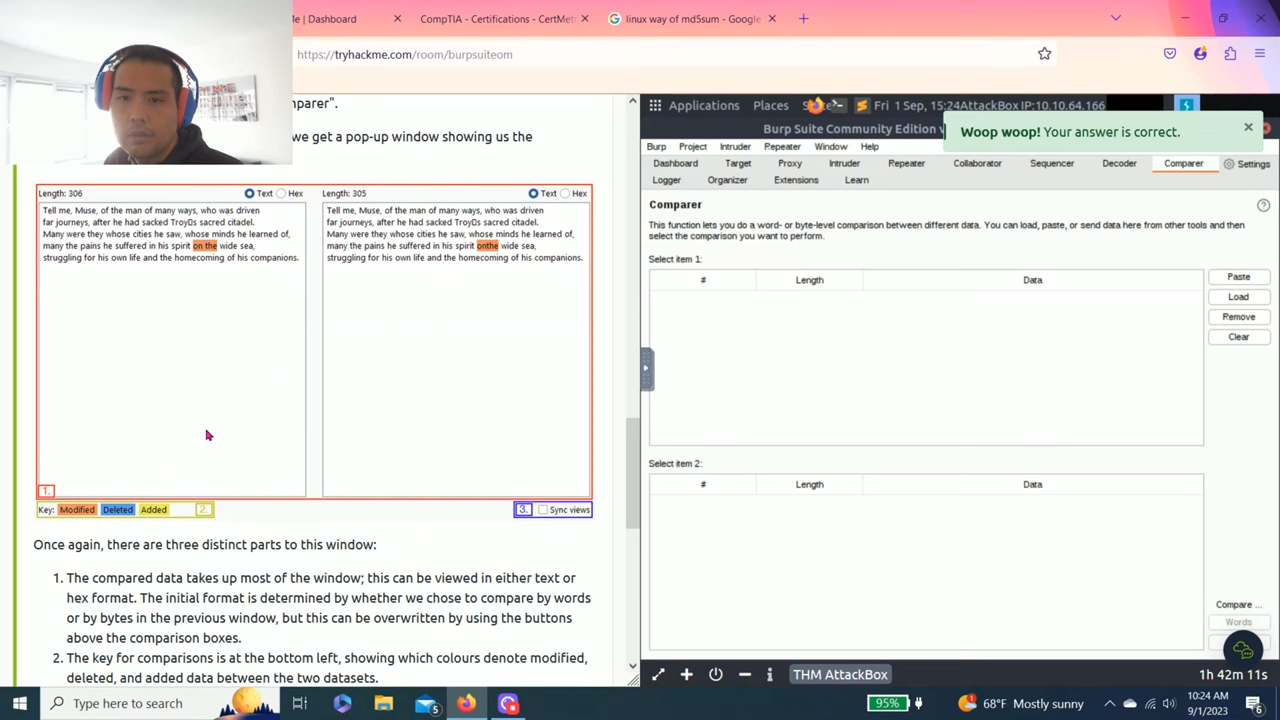 le | Dashboard
CompTIA - Certifications - CertMet
linux way of md5sum - Google
https://tryhackme.com/room/burpsuiteom
mparer".
we get a pop-up window showing us the
Length: 306
Text
Hex
Length: 305
Text
Hex
Tell me, Muse, of the man of many ways, who was driven
far journeys, after he had sacked TroyDs sacred citadel.
Many were they whose cities he saw, whose minds he learned of,
many the pains he suffered in his spirit on the wide sea,
struggling for his own life and the homecoming of his companions.
Tell me, Muse, of the man of many ways, who was driven
far journeys, after he had sacked TroyDs sacred citadel.
Many were they whose cities he saw, whose minds he learned of,
many the pains he suffered in his spirit onthe wide sea,
struggling for his own life and the homecoming of his companions.
1.
Key: Modified Deleted Added 2.
3. Sync views
Once again, there are three distinct parts to this window:
1. The compared data takes up most of the window; this can be viewed in either text or
hex format. The initial format is determined by whether we chose to compare by words
or by bytes in the previous window, but this can be overwritten by using the buttons
above the comparison boxes.
2. The key for comparisons is at the bottom left, showing which colours denote modified,
deleted, and added data between the two datasets.
Applications Places Fri 1 Sep, 15:24 AttackBox IP:10.10.64.166
Burp Suite Community Edition v
Woop woop! Your answer is correct.
Burp Project Intruder Repeater Window Help
Dashboard Target Proxy Intruder Repeater Collaborator Sequencer Decoder Comparer Settings
Logger Organizer Extensions Learn
Comparer
This function lets you do a word- or byte-level comparison between different data. You can load, paste, or send data here from other tools and then
select the comparison you want to perform.
Select item 1:
# Length Data
Paste
Load
Remove
Clear
Select item 2:
# Length Data
Compare ...
Words
THM AttackBox
1h 42m 11s
Type here to search
5
95%
68°F Mostly sunny
10:24 AM
9/1/2023
6